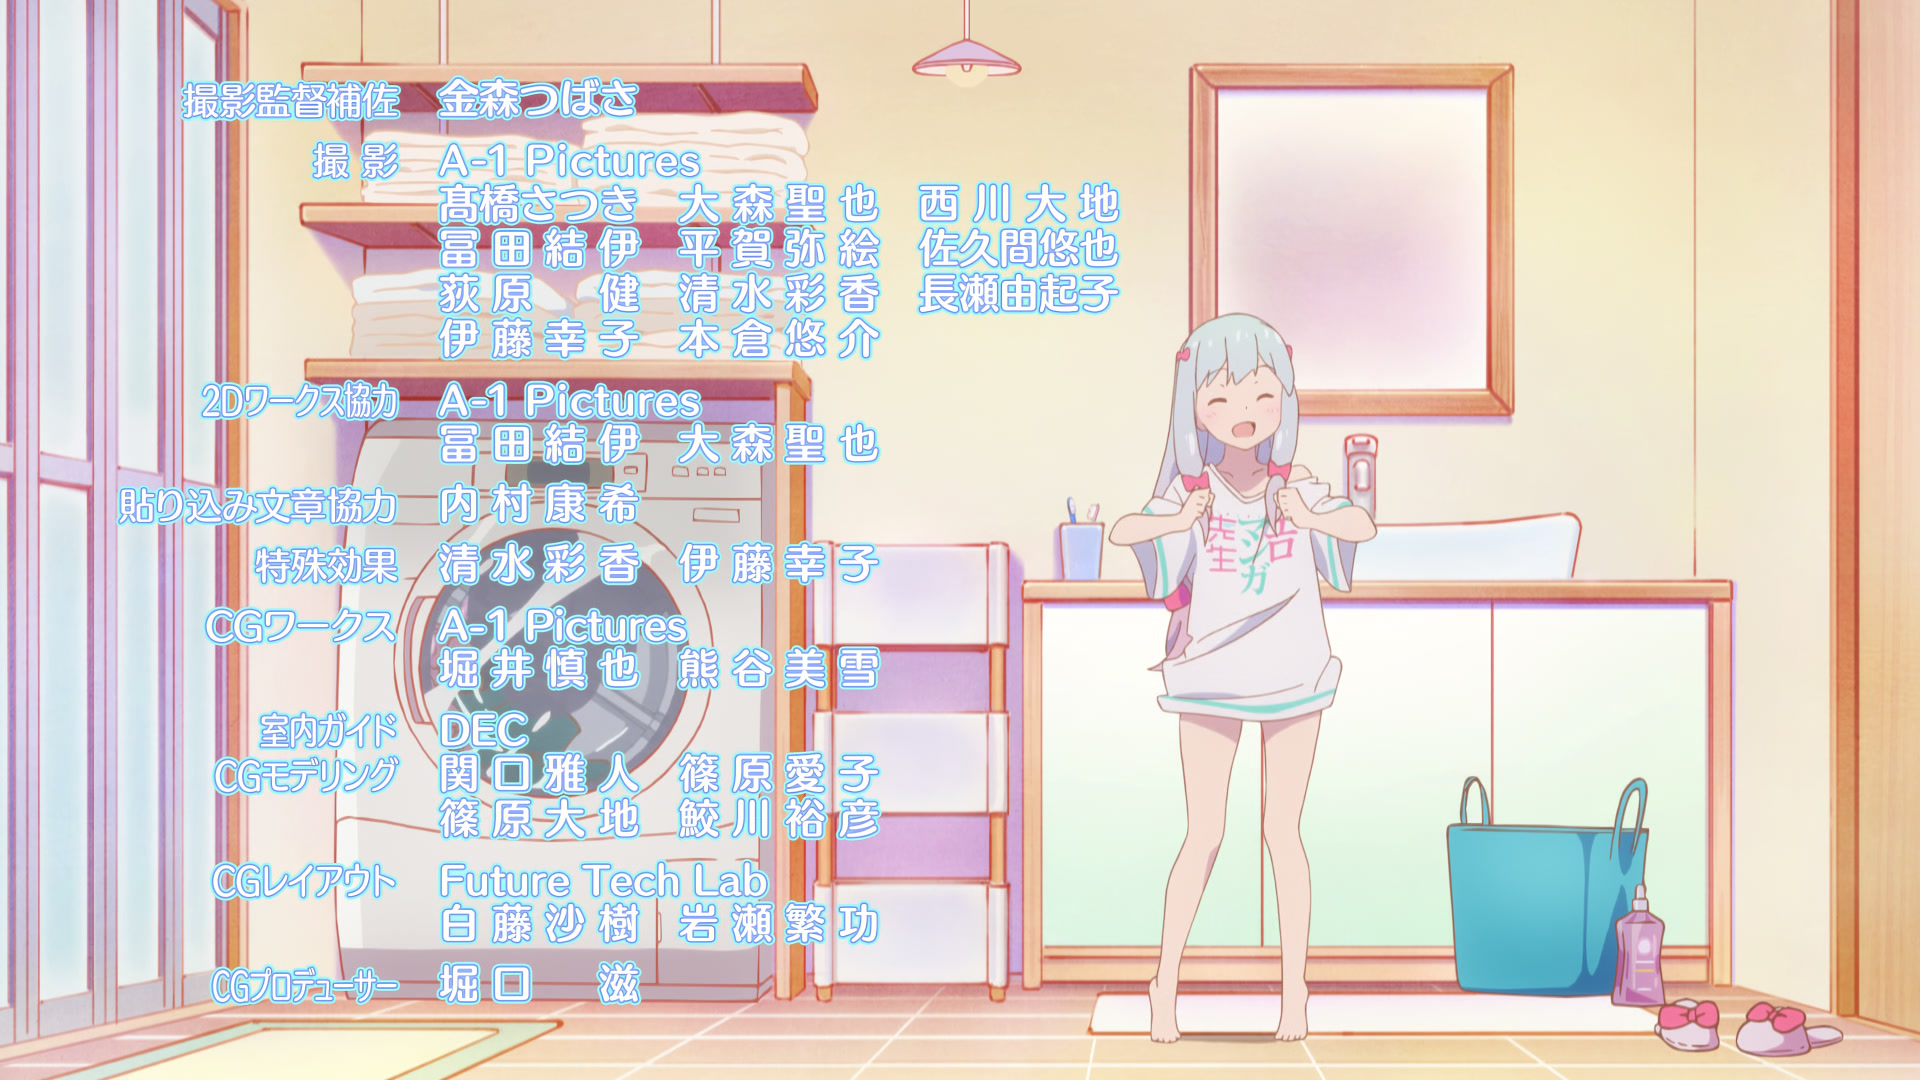 撮影監督補佐 金森つばさ
撮影 A-1 Pictures
髙橋さつき 大森聖也 西川大地
冨田結伊 平賀弥絵 佐久間悠也
荻原 健 清水彩香 長瀬由起子
伊藤幸子 本倉悠介
2Dワークス協力 A-1 Pictures
冨田結伊 大森聖也
貼り込み文章協力 内村康希
特殊効果 清水彩香 伊藤幸子
CGワークス A-1 Pictures
堀井慎也 熊谷美雪
室内ガイド DEC
CGモデリング 関口雅人 篠原愛子
篠原大地 鮫川裕彦
CGレイアウト Future Tech Lab
白藤沙樹 岩瀬繁功
CGプロデューサー 堀口 滋
マンガ
先生